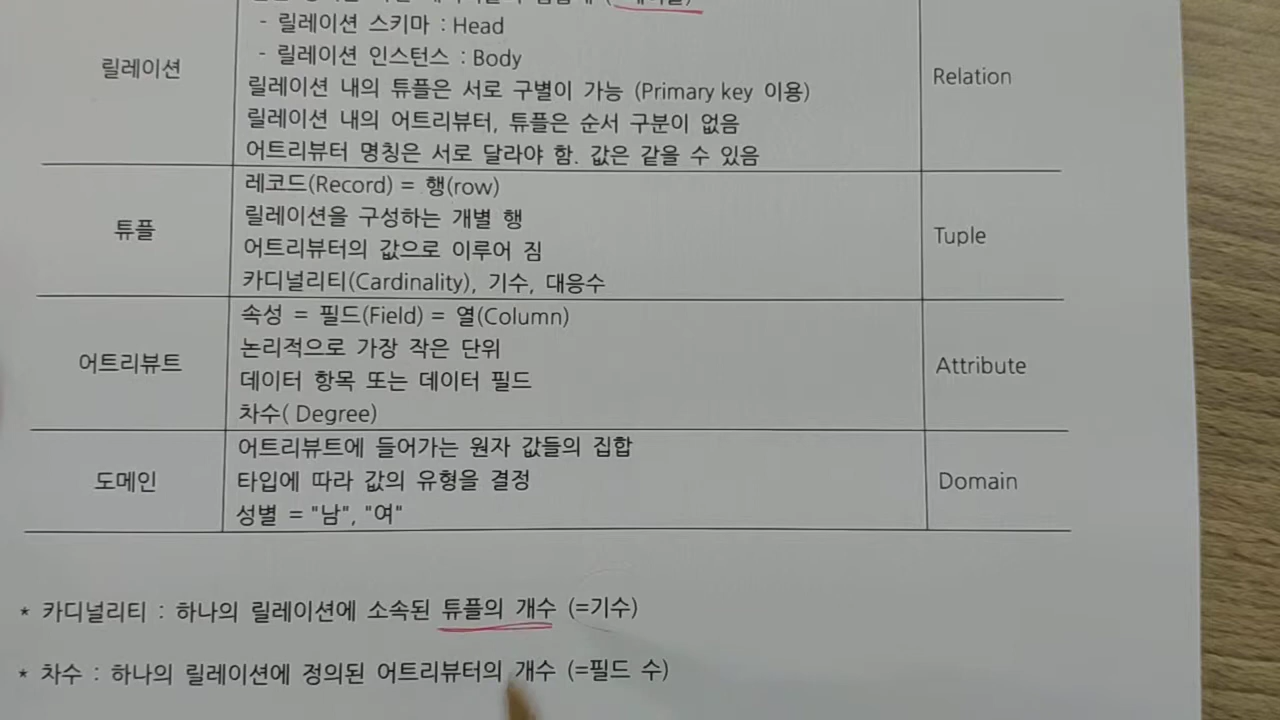 - 릴레이션 스키마 : Head
- 릴레이션 인스턴스 : Body
릴레이션
릴레이션 내의 튜플은 서로 구별이 가능 (Primary key 이용)
Relation
릴레이션 내의 어트리뷰터, 튜플은 순서 구분이 없음
어트리뷰터 명칭은 서로 달라야 함. 값은 같을 수 있음
레코드(Record) = 행(row)
릴레이션을 구성하는 개별 행
튜플
Tuple
어트리뷰터의 값으로 이루어 짐
카디널리티(Cardinality), 기수, 대응수
속성 = 필드(Field) = 열(Column)
논리적으로 가장 작은 단위
어트리뷰트
Attribute
데이터 항목 또는 데이터 필드
차수( Degree)
어트리뷰트에 들어가는 원자 값들의 집합
도메인
타입에 따라 값의 유형을 결정
Domain
성별 = "남", "여"
* 카디널리티 : 하나의 릴레이션에 소속된 튜플의 개수 (=기수)
* 차수 : 하나의 릴레이션에 정의된 어트리뷰터의 개수 (=필드 수)